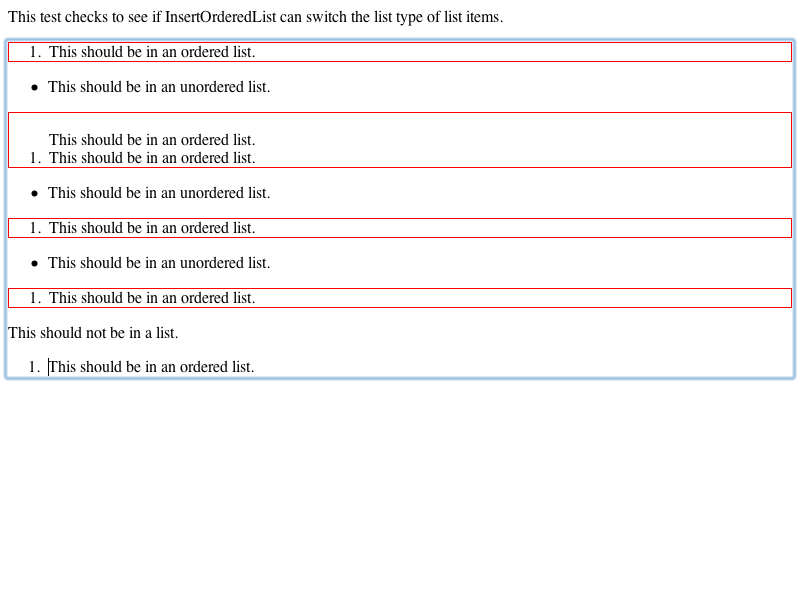 This test checks to see if InsertOrderedList can switch the list type of list items.
1. This should be in an ordered list.
• This should be in an unordered list.
This should be in an ordered list.
1. This should be in an ordered list.
• This should be in an unordered list.
1. This should be in an ordered list.
• This should be in an unordered list.
1. This should be in an ordered list.
This should not be in a list.
1. This should be in an ordered list.